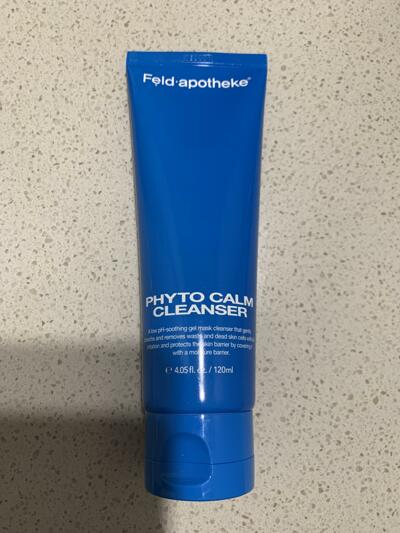 Feld·apotheke®
PHYTO CALM
CLEANSER
A low pH-soothing gel mask cleanser that gently
and removes waste and dead skin cells
irritation and protects the skin barrier by covering
with a moisture barrier.
℮ 4.05 fl. oz. / 120ml